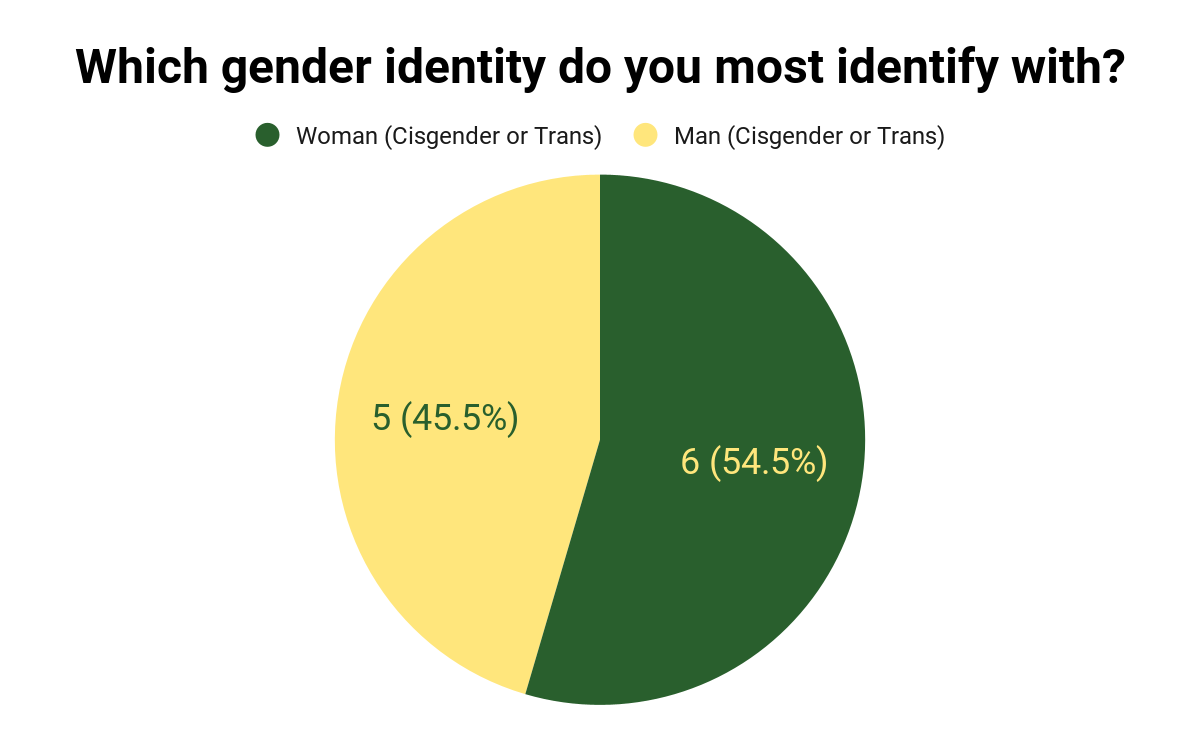 Which gender identity do you most identify with?
Woman (Cisgender or Trans) Man (Cisgender or Trans)
5 (45.5%)
6 (54.5%)